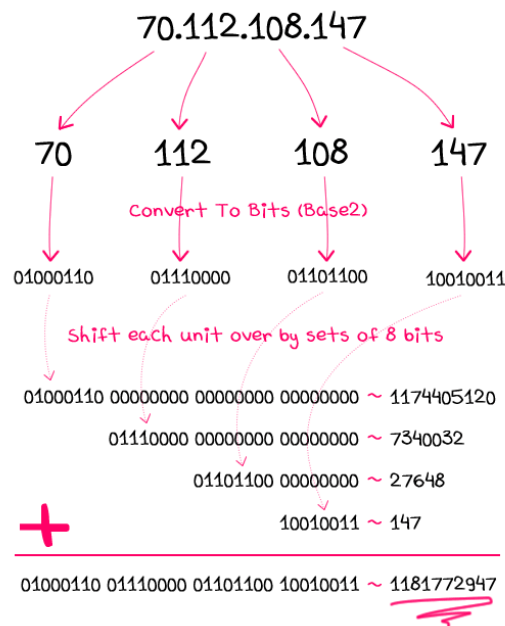 70.112.108.147
70 112 108 147
Convert To Bits (Base2)
01000110 01110000 01101100 10010011
Shift each unit over by sets of 8 bits
01000110 00000000 00000000 00000000 ~ 1174405120
01110000 00000000 00000000 ~ 7340032
01101100 00000000 ~ 27648
10010011 ~ 147
+
01000110 01110000 01101100 10010011 ~ 1181772947